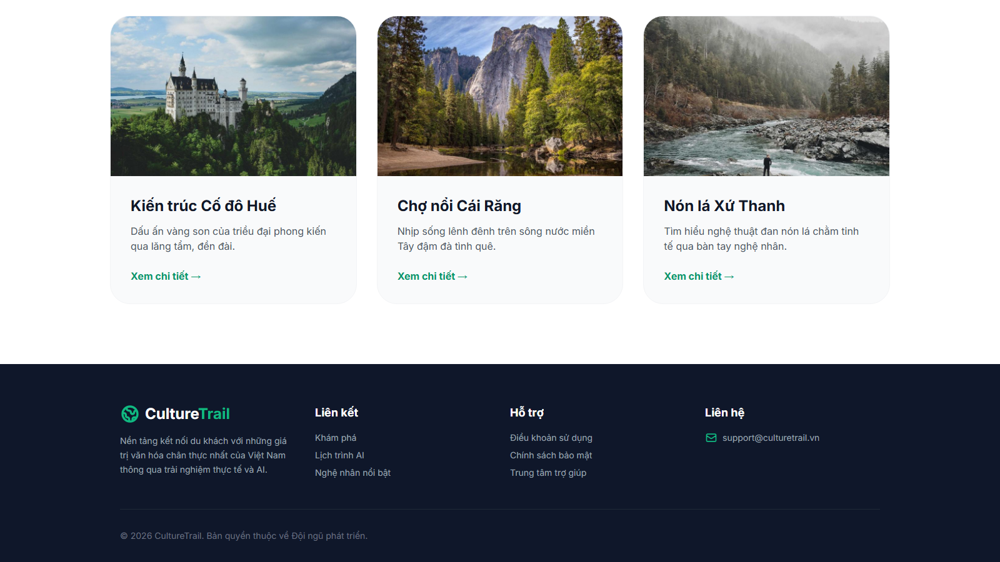 Kiến trúc Cố đô Huế
Dấu ấn vàng son của triều đại phong kiến
qua lăng tẩm, đền đài.
Xem chi tiết →
Chợ nổi Cái Răng
Nhịp sống lênh đênh trên sông nước miền
Tây đậm đà tình quê.
Xem chi tiết →
Nón lá Xứ Thanh
Tìm hiểu nghệ thuật đan nón lá chằm tinh
tế qua bàn tay nghệ nhân.
Xem chi tiết →
CultureTrail
Nền tảng kết nối du khách với những giá
trị văn hóa chân thực nhất của Việt Nam
thông qua trải nghiệm thực tế và AI.
Liên kết
Khám phá
Lịch trình AI
Nghệ nhân nổi bật
Hỗ trợ
Điều khoản sử dụng
Chính sách bảo mật
Trung tâm trợ giúp
Liên hệ
support@culturetrail.vn
© 2026 CultureTrail. Bản quyền thuộc về Đội ngũ phát triển.